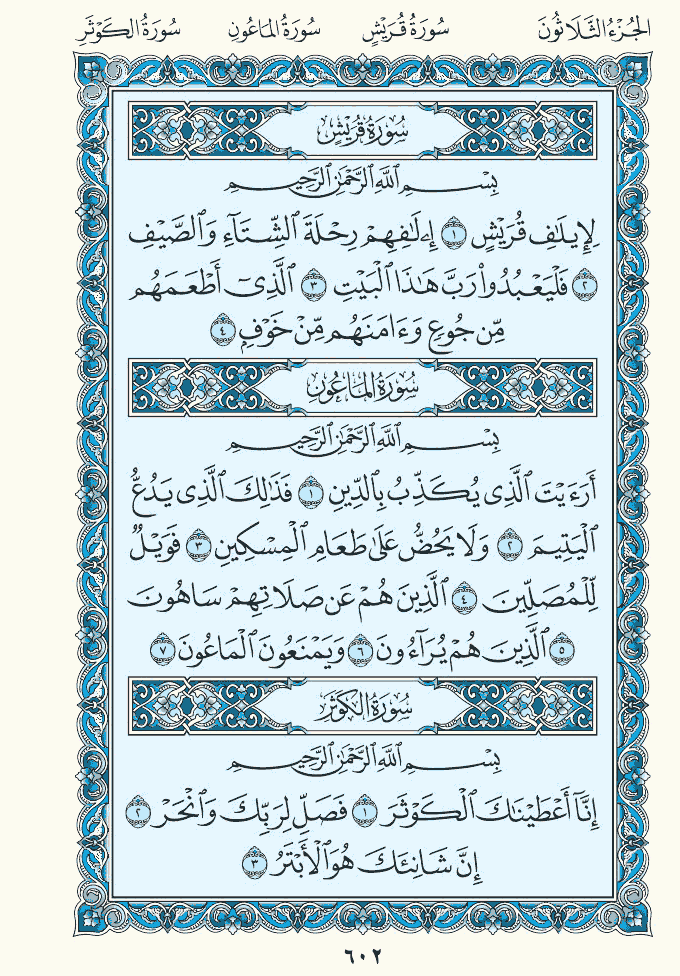 الجُزْءُ الثَّلَاثُونَ سُورَةُ قُرَيْشٍ سُورَةُ المَاعُونِ سُورَةُ الكَوْثَرِ
سُورَةُ قُرَيْشٍ
بِسْمِ ٱللَّهِ ٱلرَّحْمَٰنِ ٱلرَّحِيمِ
لِإِيلَٰفِ قُرَيْشٍ ١ إِۦلَٰفِهِمْ رِحْلَةَ ٱلشِّتَآءِ وَٱلصَّيْفِ
٢ فَلْيَعْبُدُوا۟ رَبَّ هَٰذَا ٱلْبَيْتِ ٣ ٱلَّذِىٓ أَطْعَمَهُم
مِّن جُوعٍ وَءَامَنَهُم مِّنْ خَوْفٍۭ ٤
سُورَةُ المَاعُونِ
بِسْمِ ٱللَّهِ ٱلرَّحْمَٰنِ ٱلرَّحِيمِ
أَرَءَيْتَ ٱلَّذِى يُكَذِّبُ بِٱلدِّينِ ١ فَذَٰلِكَ ٱلَّذِى يَدُعُّ
ٱلْيَتِيمَ ٢ وَلَا يَحُضُّ عَلَىٰ طَعَامِ ٱلْمِسْكِينِ ٣ فَوَيْلٌ
لِّلْمُصَلِّينَ ٤ ٱلَّذِينَ هُمْ عَن صَلَاتِهِمْ سَاهُونَ
٥ ٱلَّذِينَ هُمْ يُرَآءُونَ ٦ وَيَمْنَعُونَ ٱلْمَاعُونَ ٧
سُورَةُ الكَوْثَرِ
بِسْمِ ٱللَّهِ ٱلرَّحْمَٰنِ ٱلرَّحِيمِ
إِنَّآ أَعْطَيْنَٰكَ ٱلْكَوْثَرَ ١ فَصَلِّ لِرَبِّكَ وَٱنْحَرْ ٢
إِنَّ شَانِئَكَ هُوَ ٱلْأَبْتَرُ ٣
٦٠٢